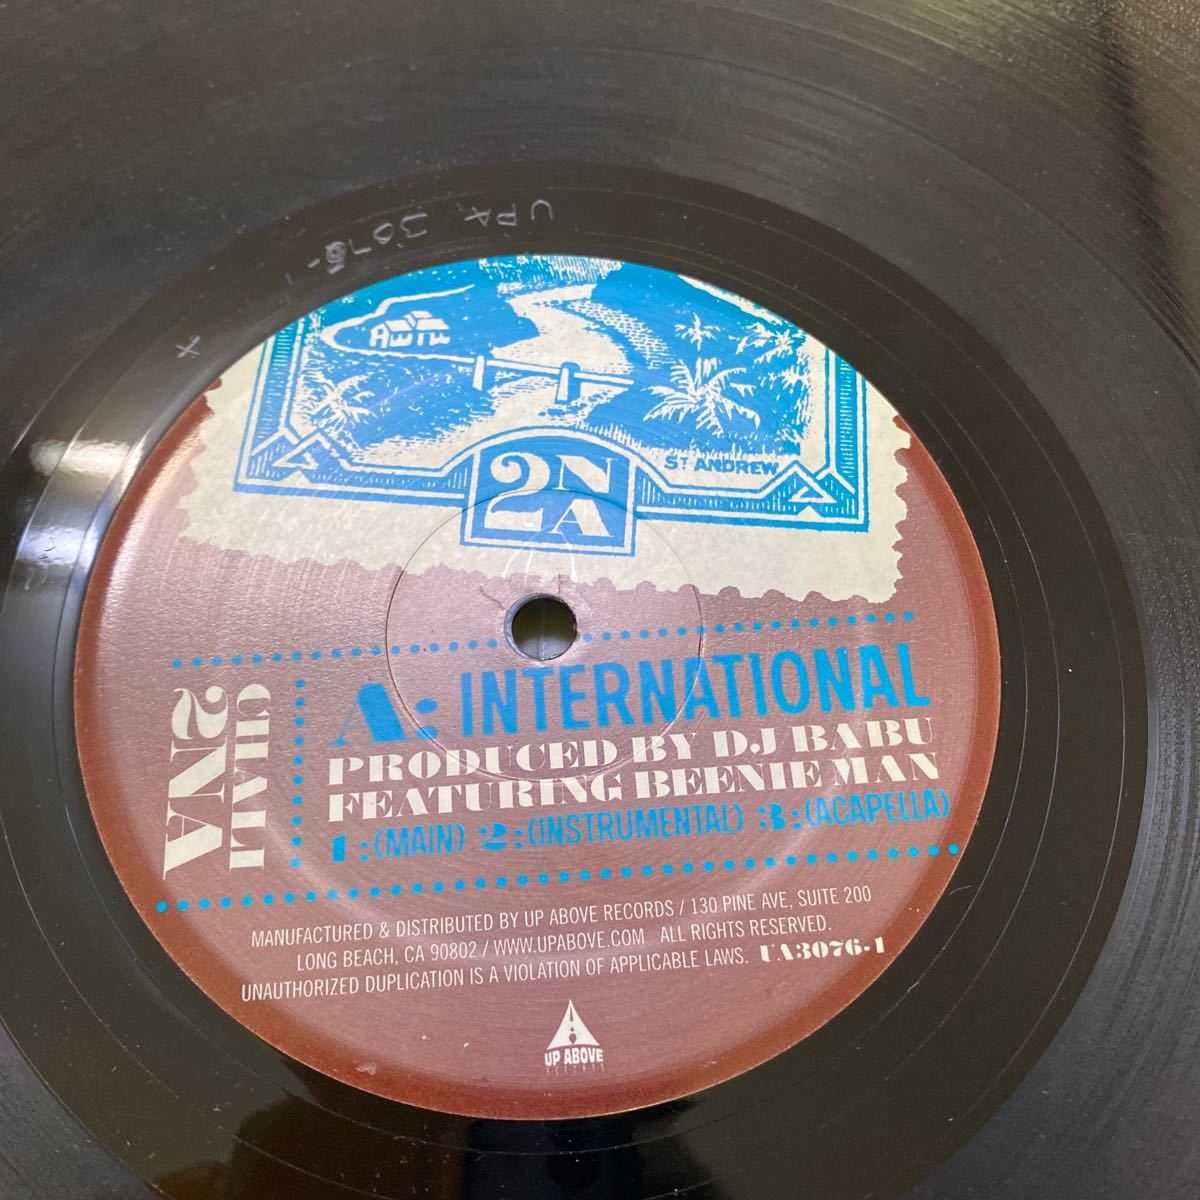 UPA 3076-1
X
ST ANDREW
2NA
CHALI
2NA
A: INTERNATIONAL
PRODUCED BY DJ BABU
FEATURING BEENIE MAN
1:(MAIN) 2:(INSTRUMENTAL) 3:(ACAPELLA)
MANUFACTURED & DISTRIBUTED BY UP ABOVE RECORDS / 130 PINE AVE, SUITE 200
LONG BEACH, CA 90802 / WWW.UPABOVE.COM ALL RIGHTS RESERVED.
UNAUTHORIZED DUPLICATION IS A VIOLATION OF APPLICABLE LAWS. UA3076-1
UP ABOVE
RECORDS